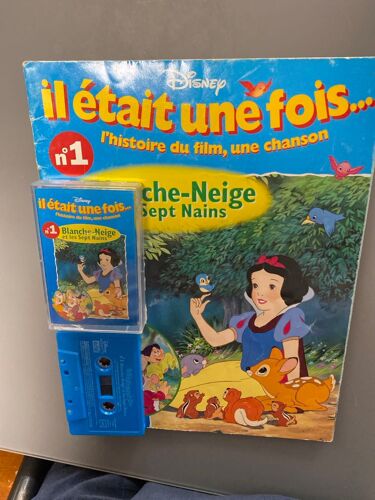 Disney
il était une fois...
l'histoire du film, une chanson
n°1
che-Neige
Sept Nains
Disney
il était une fois...
l'histoire du film, une chanson
n°1
Blanche-Neige
et les Sept Nains